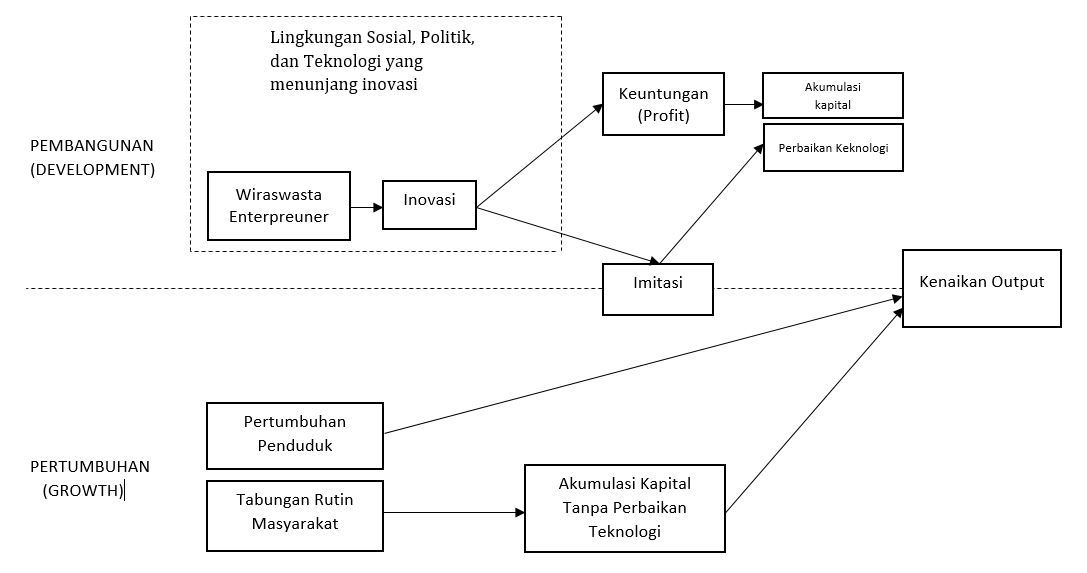 Lingkungan Sosial, Politik,
dan Teknologi yang
menunjang inovasi
PEMBANGUNAN
(DEVELOPMENT)
Wiraswasta
Enterpreuner
Inovasi
Keuntungan
(Profit)
Akumulasi
kapital
Perbaikan Keknologi
Imitasi
Kenaikan Output
PERTUMBUHAN
(GROWTH)
Pertumbuhan
Penduduk
Tabungan Rutin
Masyarakat
Akumulasi Kapital
Tanpa Perbaikan
Teknologi